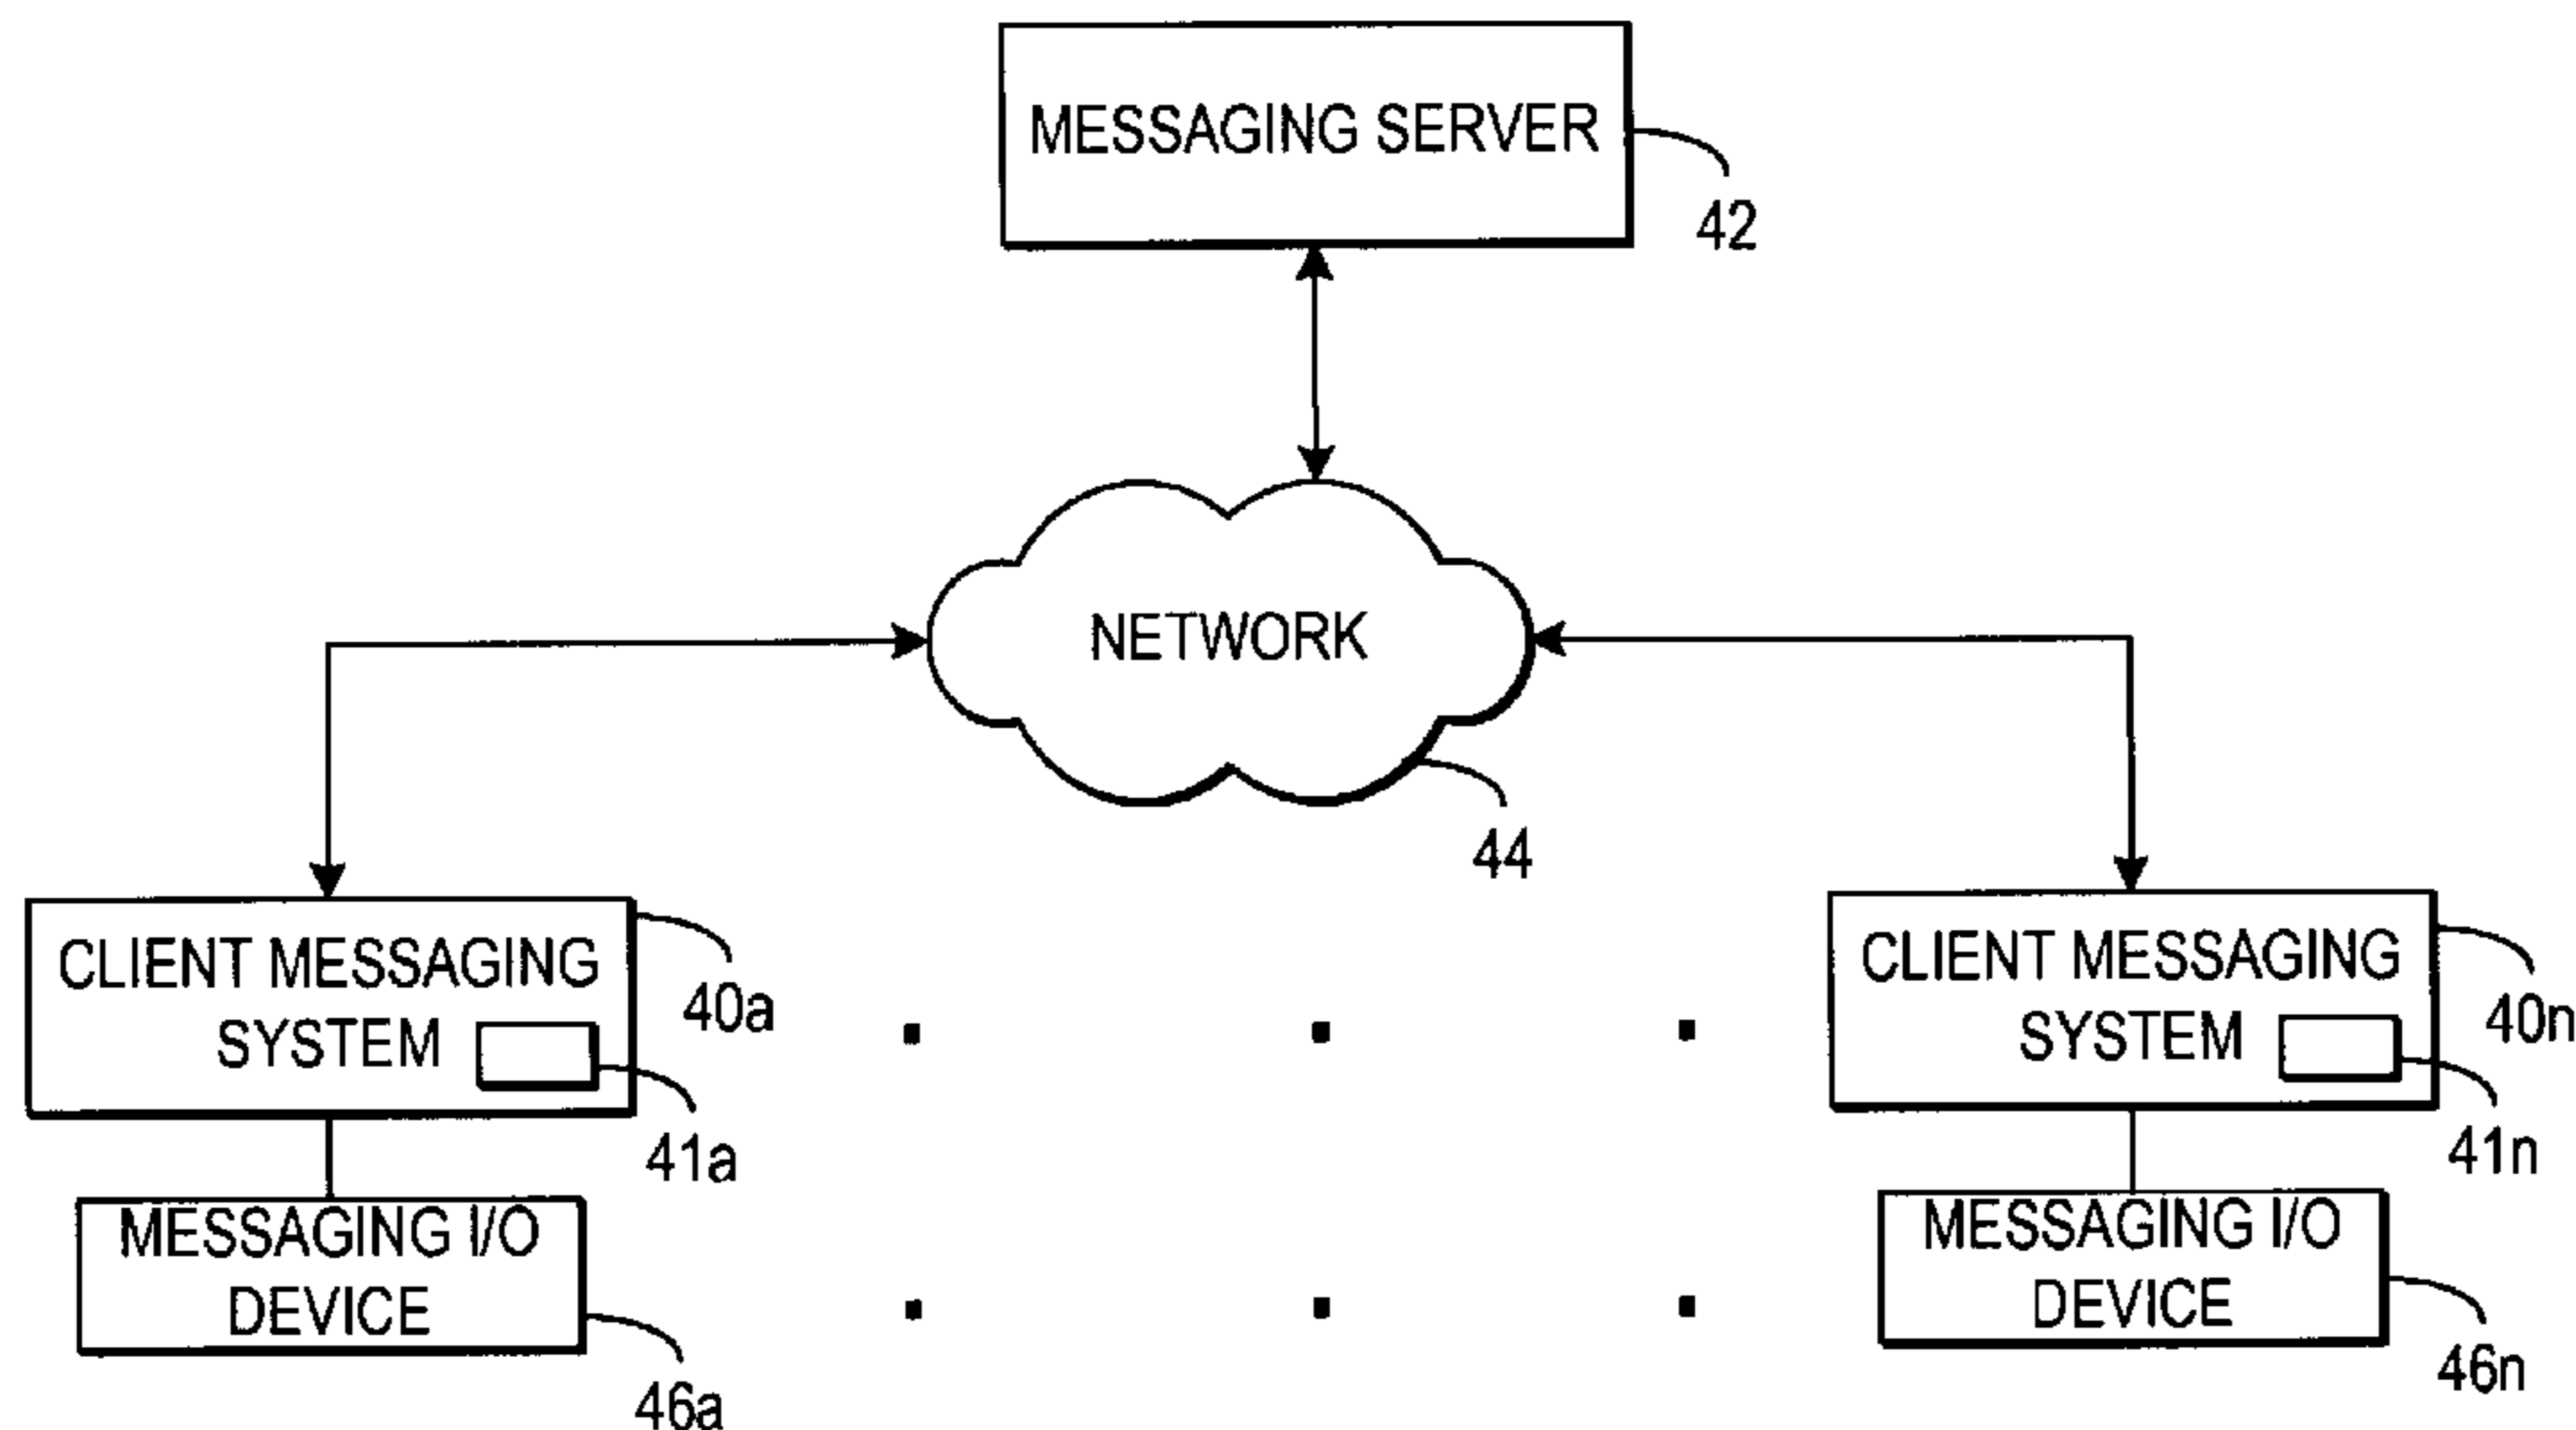 MESSAGING SERVER
42
NETWORK
44
CLIENT MESSAGING
SYSTEM
40a
41a
MESSAGING I/O
DEVICE
46a
CLIENT MESSAGING
SYSTEM
40n
41n
MESSAGING I/O
DEVICE
46n